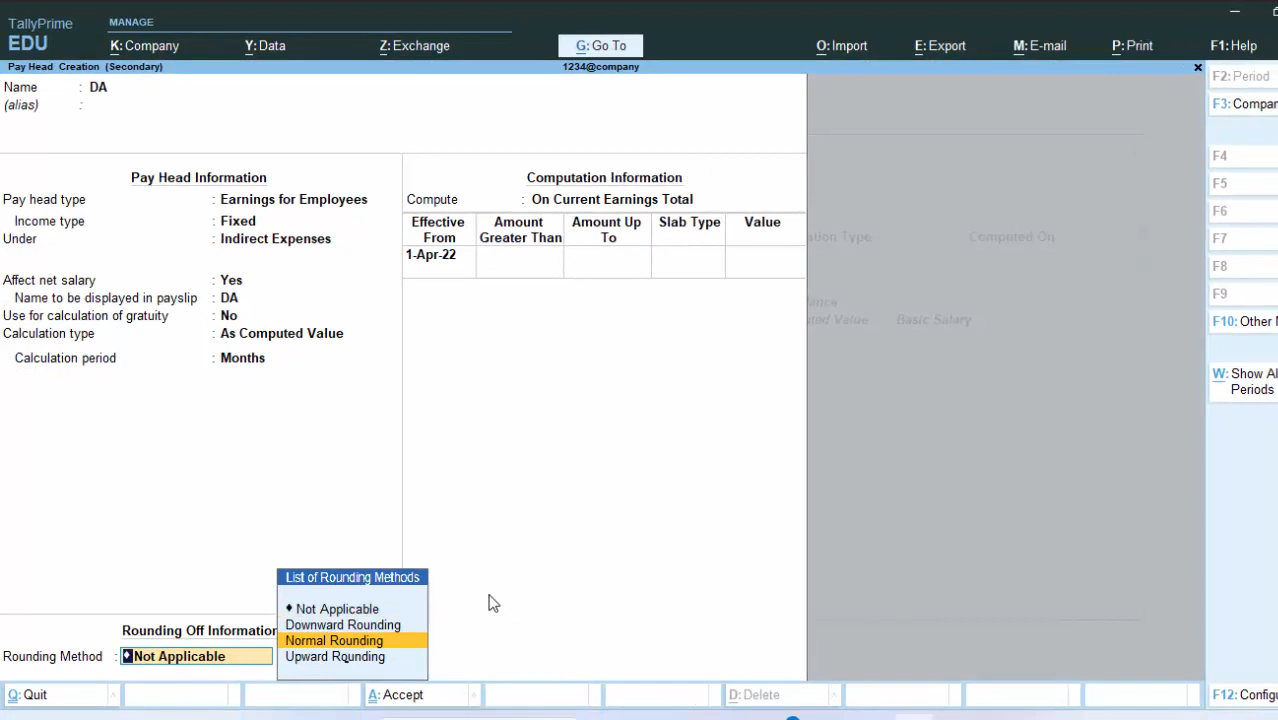 TallyPrime
EDU
MANAGE
K: Company
Y: Data
Z: Exchange
G: Go To
O: Import
E: Export
M: E-mail
P: Print
F1: Help
Pay Head Creation (Secondary)
1234@company
Name : DA
(alias) :
Pay Head Information
Pay head type : Earnings for Employees
Income type : Fixed
Under : Indirect Expenses
Affect net salary : Yes
Name to be displayed in payslip : DA
Use for calculation of gratuity : No
Calculation type : As Computed Value
Calculation period : Months
Computation Information
Compute : On Current Earnings Total
Effective From
Amount Greater Than
Amount Up To
Slab Type
Value
1-Apr-22
Computed On
Basic Salary
List of Rounding Methods
♦ Not Applicable
Downward Rounding
Normal Rounding
Upward Rounding
Rounding Off Information
Rounding Method : ♦ Not Applicable
Q: Quit
A: Accept
D: Delete
F2: Period
F3: Compan
F4
F5
F6
F7
F8
F9
F10: Other M
W: Show Al
Periods
F12: Config